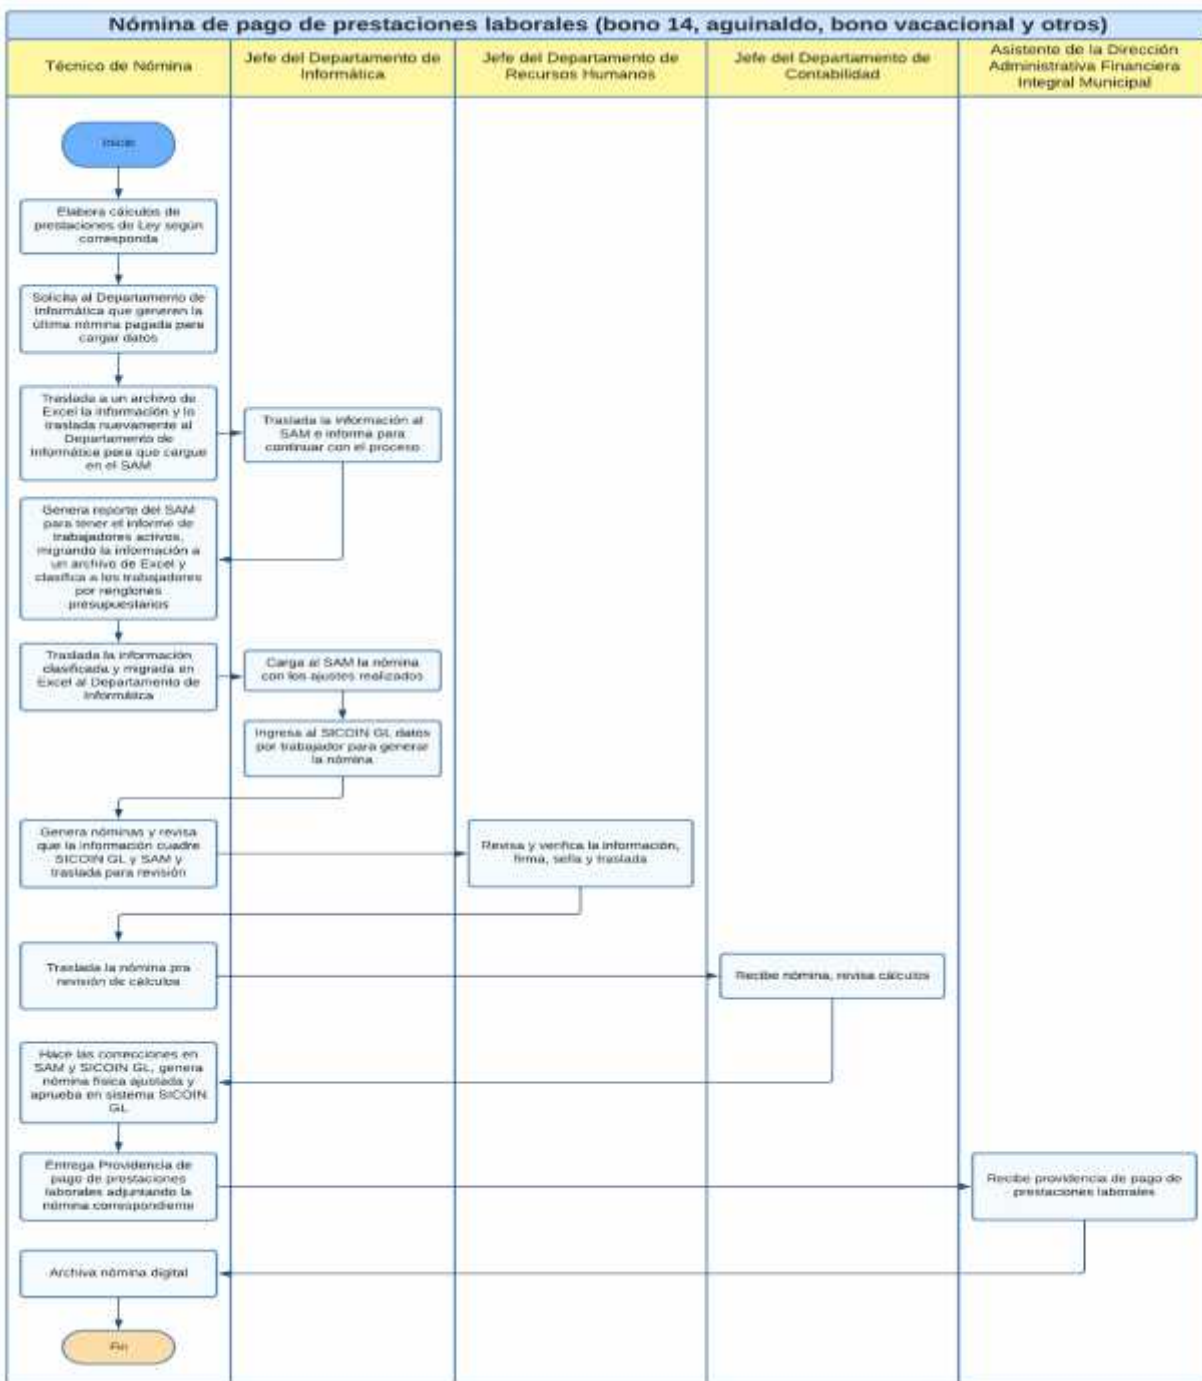 Nómina de pago de prestaciones laborales (bono 14, aguinaldo, bono vacacional y otros)
Técnico de Nómina
Jefe del Departamento de
Informática
Jefe del Departamento de
Recursos Humanos
Jefe del Departamento de
Contabilidad
Asistente de la Dirección
Administrativa Financiera
Integral Municipal
Inicio
Elabora cálculos de
prestaciones de Ley según
corresponda
Solicita al Departamento de
Informática que generen la
última nómina pagada para
cargar datos
Traslada a un archivo de
Excel la información y lo
traslada nuevamente al
Departamento de
Informática para que cargue
en el SAM
Traslada la información al
SAM e informa para
continuar con el proceso
Genera reporte del SAM
para tener el informe de
trabajadores activos,
migrando la información a
un archivo de Excel y
clasifica a los trabajadores
por renglones
presupuestarios
Traslada la información
clasificada y migrada en
Excel al Departamento de
Informática
Carga al SAM la nómina
con los ajustes realizados
Ingresa al SICOIN GL datos
por trabajador para generar
la nómina
Genera nóminas y revisa
que la información cuadre
SICOIN GL y SAM y
traslada para revisión
Revisa y verifica la información,
firma, sella y traslada
Traslada la nómina pra
revisión de cálculos
Recibe nómina, revisa cálculos
Hace las correcciones en
SAM y SICOIN GL, genera
nómina física ajustada y
aprueba en sistema SICOIN
GL
Entrega Providencia de
pago de prestaciones
laborales adjuntando la
nómina correspondiente
Recibe providencia de pago de
prestaciones laborales
Archiva nómina digital
Fin